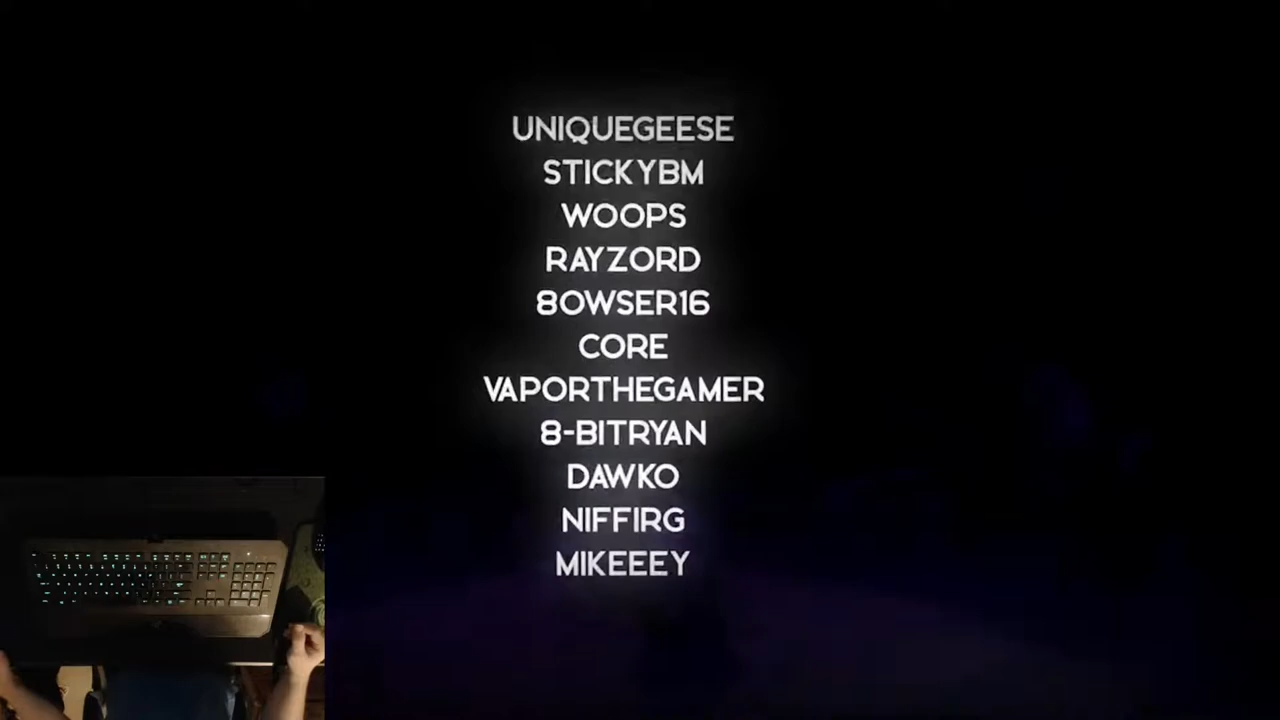 UNIQUEGEESE
STICKYBM
WOOPS
RAYZORD
8OWSER16
CORE
VAPORTHEGAMER
8-BITRYAN
DAWKO
NIFFIRG
MIKEEEY